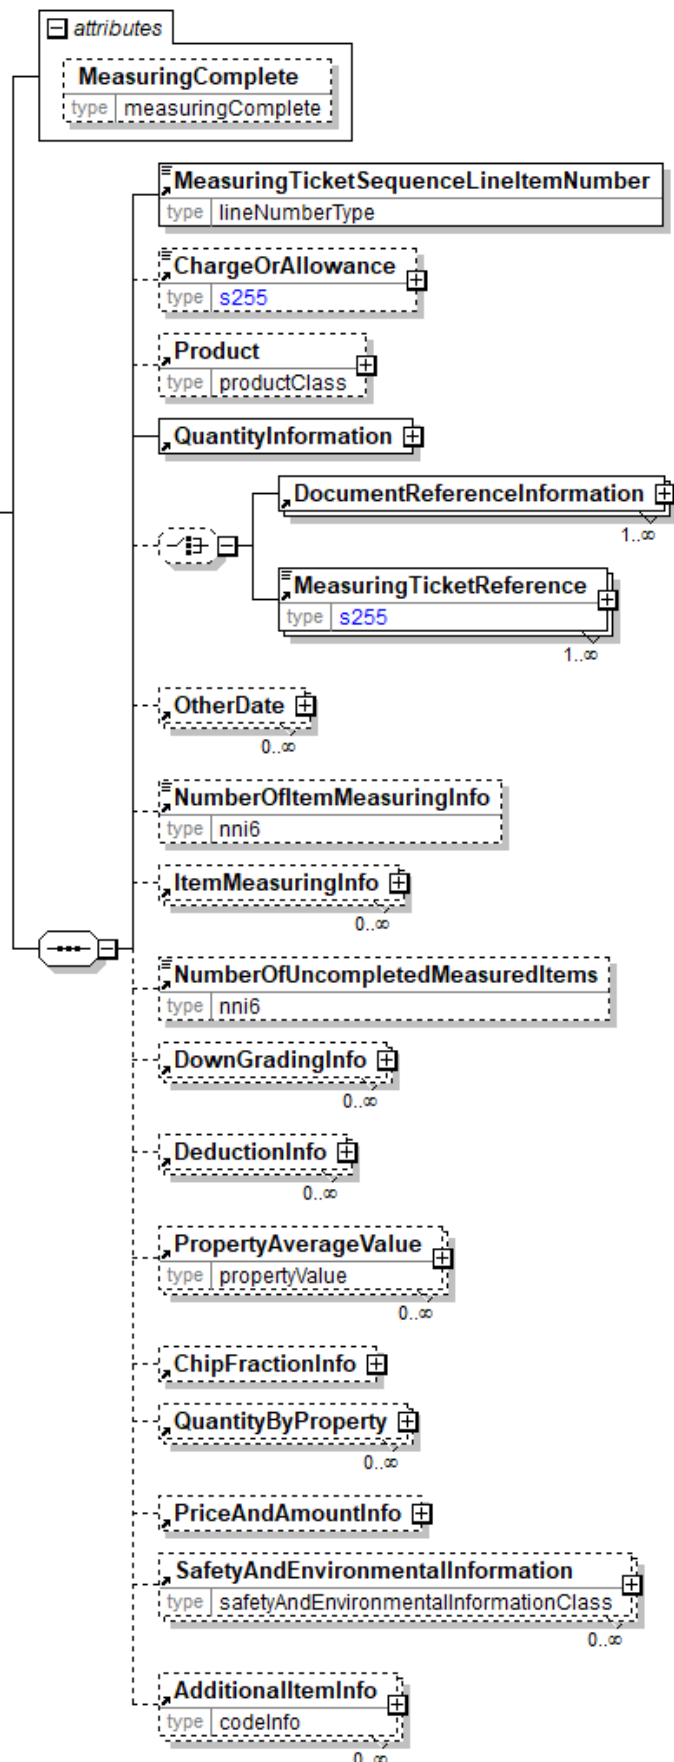 attributes
MeasuringComplete
type measuringComplete
MeasuringTicketSequenceLineItemNumber
type lineNumberType
ChargeOrAllowance
type s255
Product
type productClass
QuantityInformation
DocumentReferenceInformation
1..∞
MeasuringTicketReference
type s255
1..∞
OtherDate
0..∞
NumberOfItemMeasuringInfo
type nni6
ItemMeasuringInfo
0..∞
NumberOfUncompletedMeasuredItems
type nni6
DownGradingInfo
0..∞
DeductionInfo
0..∞
PropertyAverageValue
type propertyValue
0..∞
ChipFractionInfo
QuantityByProperty
0..∞
PriceAndAmountInfo
SafetyAndEnvironmentalInformation
type safetyAndEnvironmentalInformationClass
0..∞
AdditionalItemInfo
type codeInfo
0..∞